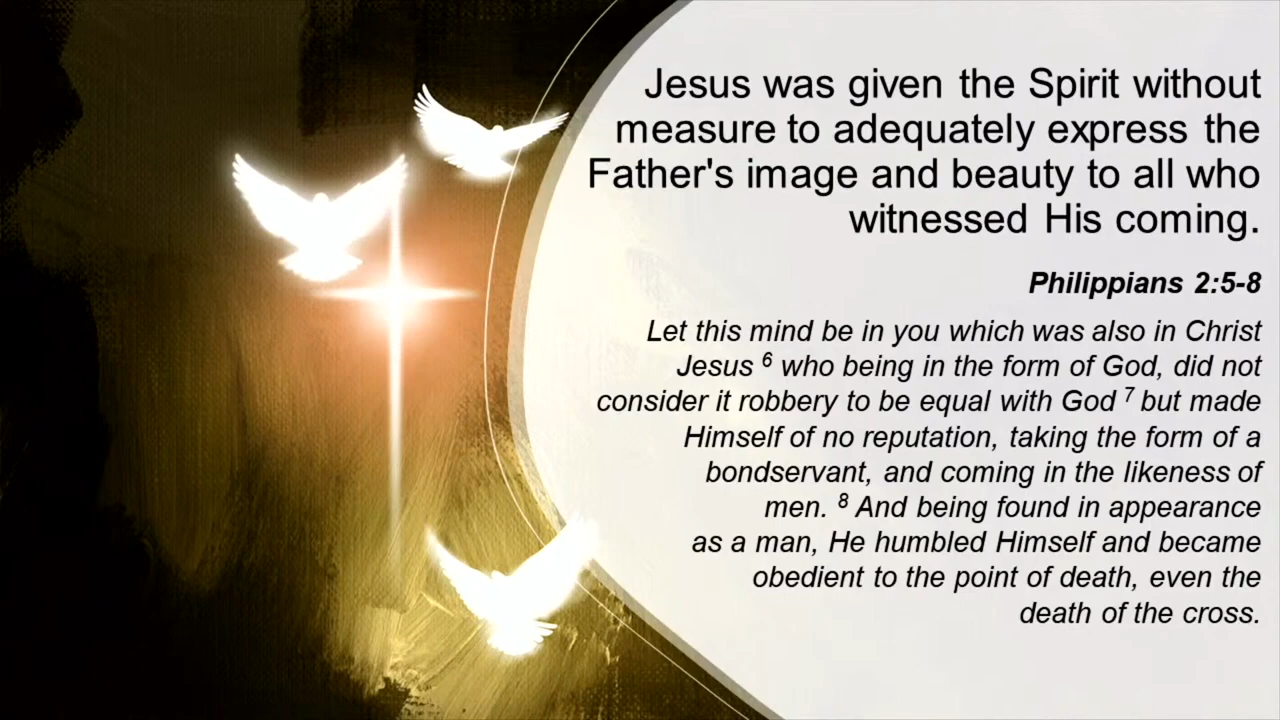 Jesus was given the Spirit without
measure to adequately express the
Father's image and beauty to all who
witnessed His coming.
Philippians 2:5-8
Let this mind be in you which was also in Christ
Jesus 6 who being in the form of God, did not
consider it robbery to be equal with God 7 but made
Himself of no reputation, taking the form of a
bondservant, and coming in the likeness of
men. 8 And being found in appearance
as a man, He humbled Himself and became
obedient to the point of death, even the
death of the cross.